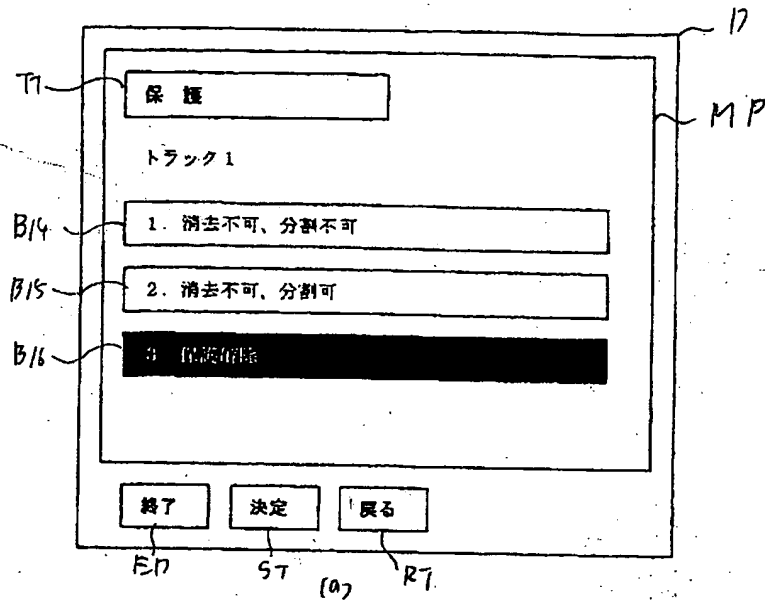 17
T7
保 護
MP
トラック1
B14
1. 消去不可、分割不可
B15
2. 消去不可、分割可
B16
3 保護解除
終了
決定
戻る
ED
ST
RT
(a)